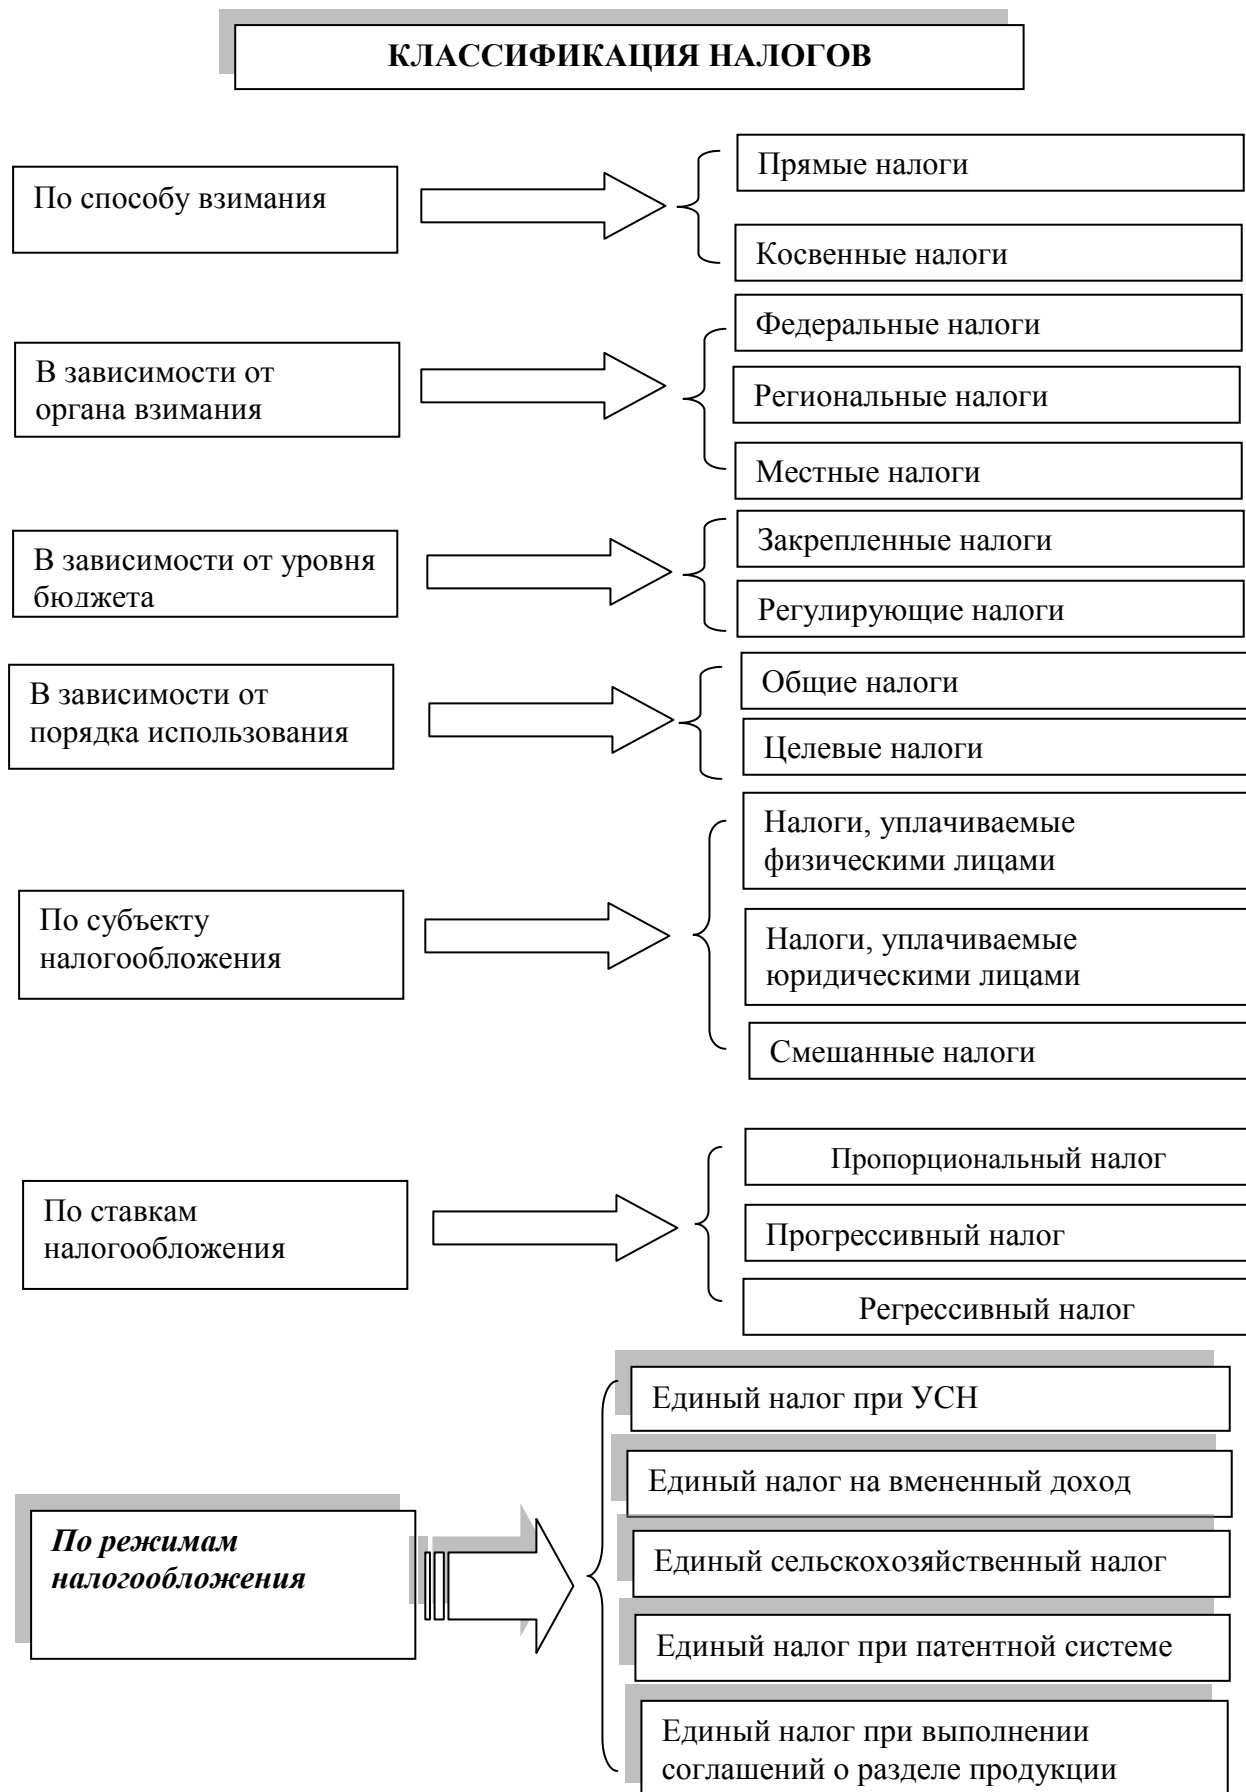 КЛАССИФИКАЦИЯ НАЛОГОВ
По способу взимания
Прямые налоги
Косвенные налоги
В зависимости от
органа взимания
Федеральные налоги
Региональные налоги
Местные налоги
В зависимости от уровня
бюджета
Закрепленные налоги
Регулирующие налоги
В зависимости от
порядка использования
Общие налоги
Целевые налоги
По субъекту
налогообложения
Налоги, уплачиваемые
физическими лицами
Налоги, уплачиваемые
юридическими лицами
Смешанные налоги
По ставкам
налогообложения
Пропорциональный налог
Прогрессивный налог
Регрессивный налог
По режимам
налогообложения
Единый налог при УСН
Единый налог на вмененный доход
Единый сельскохозяйственный налог
Единый налог при патентной системе
Единый налог при выполнении
соглашений о разделе продукции